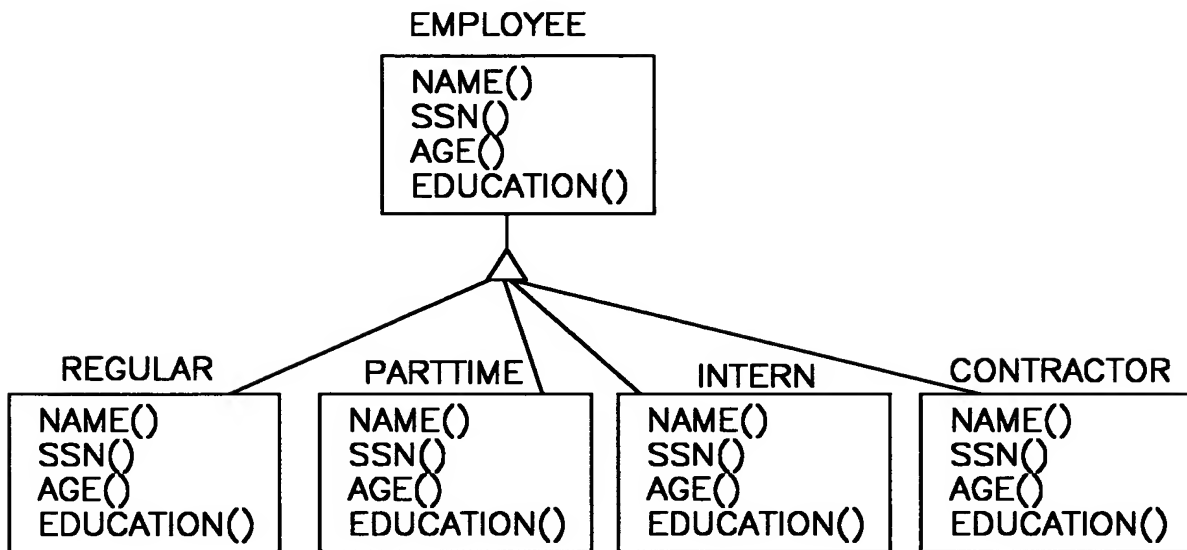 EMPLOYEE
NAME()
SSN()
AGE()
EDUCATION()
REGULAR
NAME()
SSN()
AGE()
EDUCATION()
PARTTIME
NAME()
SSN()
AGE()
EDUCATION()
INTERN
NAME()
SSN()
AGE()
EDUCATION()
CONTRACTOR
NAME()
SSN()
AGE()
EDUCATION()